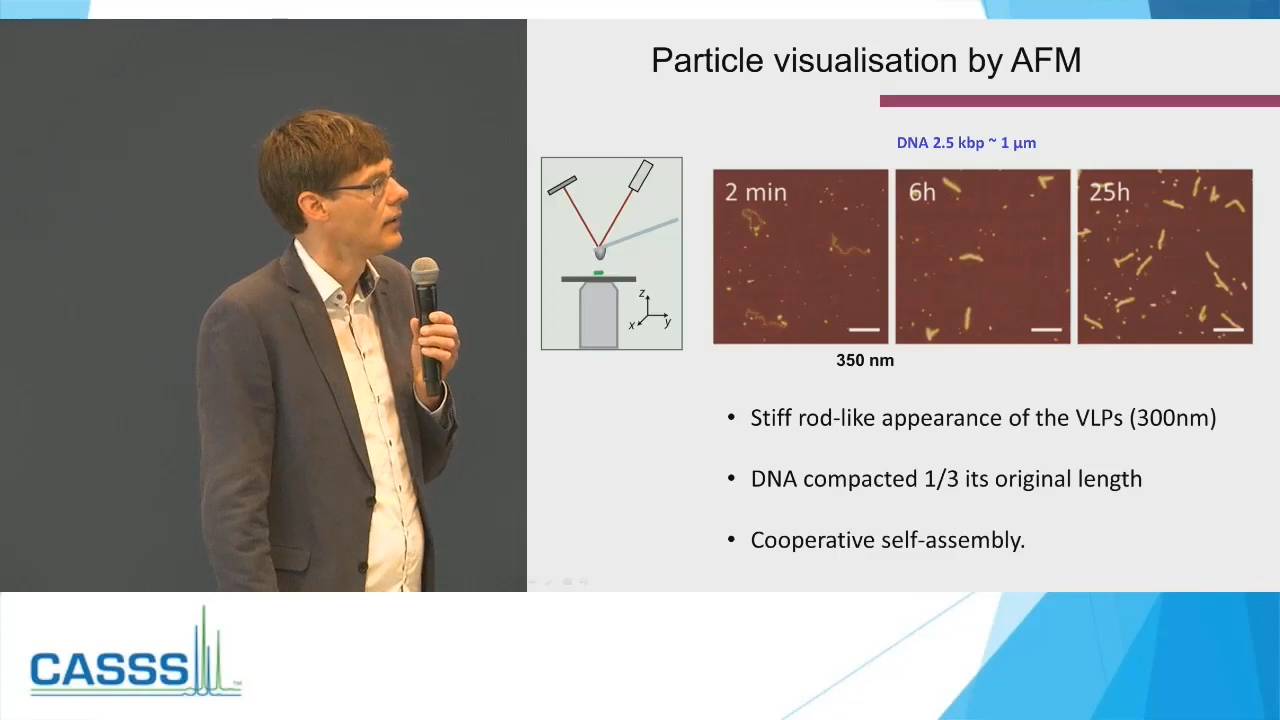 Particle visualisation by AFM
DNA 2.5 kbp ~ 1 µm
z
x
y
2 min
6h
25h
350 nm
• Stiff rod-like appearance of the VLPs (300nm)
• DNA compacted 1/3 its original length
• Cooperative self-assembly.
CASSS
™